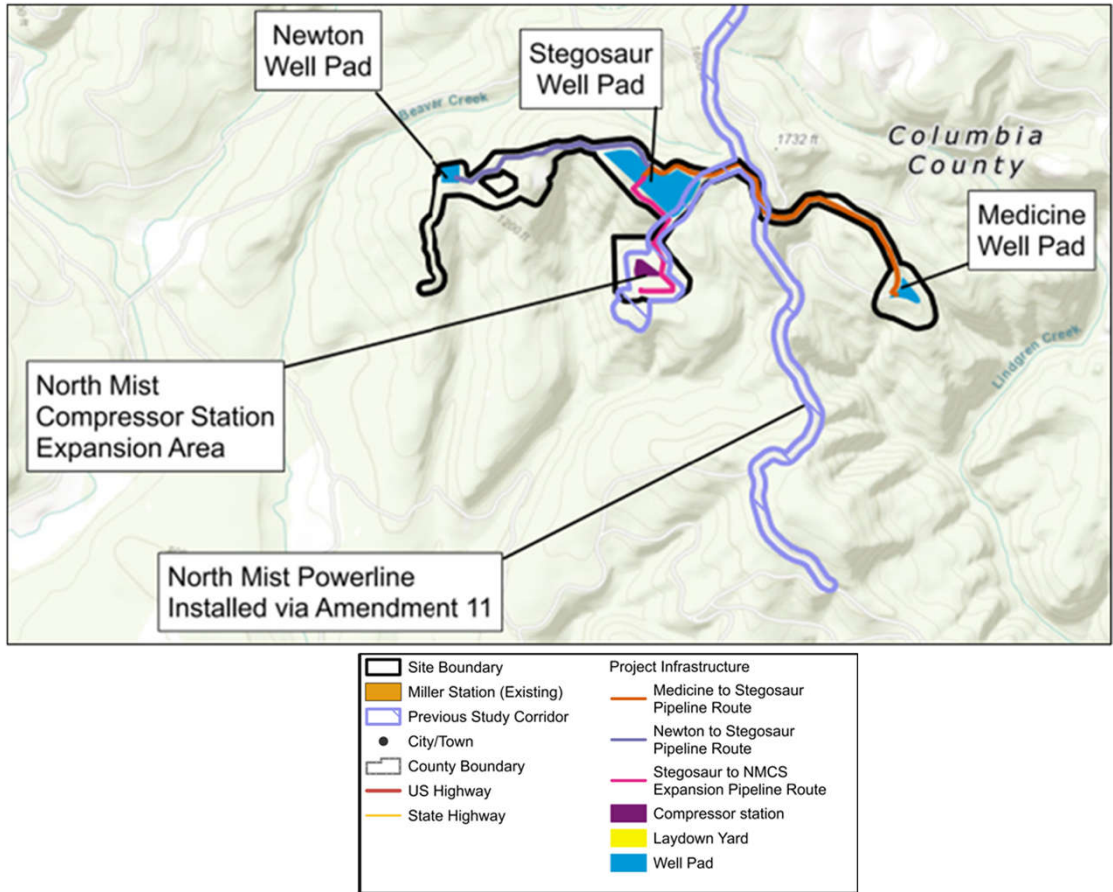 Newton
Well Pad
Stegosaur
Well Pad
Beaver Creek
1732 ft
Columbia
County
Medicine
Well Pad
1200 ft
Lindgren Creek
North Mist
Compressor Station
Expansion Area
North Mist Powerline
Installed via Amendment 11
Site Boundary
Miller Station (Existing)
Previous Study Corridor
City/Town
County Boundary
US Highway
State Highway
Project Infrastructure
Medicine to Stegosaur
Pipeline Route
Newton to Stegosaur
Pipeline Route
Stegosaur to NMCS
Expansion Pipeline Route
Compressor station
Laydown Yard
Well Pad